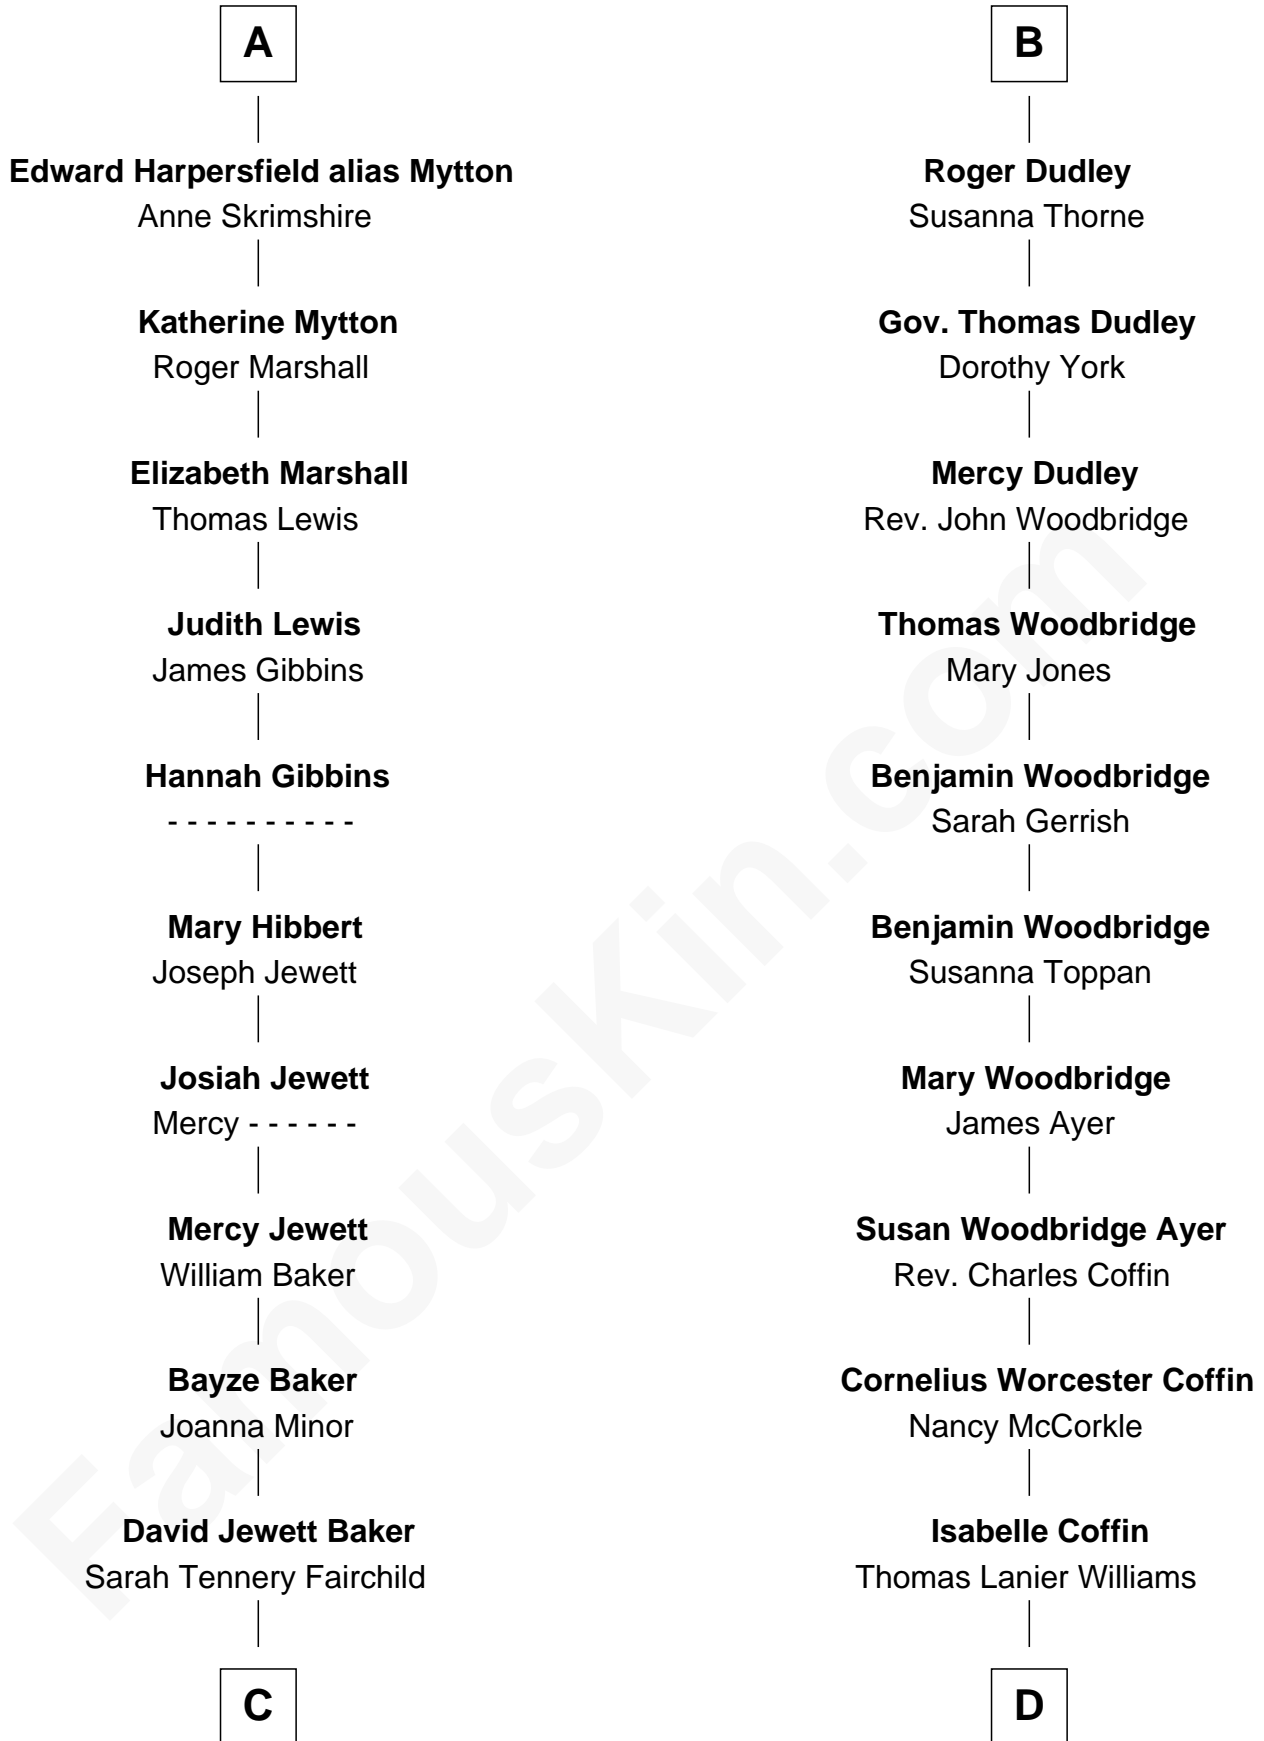 A
Edward Harpersfield alias Mytton
Anne Skrimshire
Katherine Mytton
Roger Marshall
Elizabeth Marshall
Thomas Lewis
Judith Lewis
James Gibbins
Hannah Gibbins
- - - - - - - - - -
Mary Hibbert
Joseph Jewett
Josiah Jewett
Mercy - - - - - -
Mercy Jewett
William Baker
Bayze Baker
Joanna Minor
David Jewett Baker
Sarah Tennery Fairchild
C
B
Roger Dudley
Susanna Thorne
Gov. Thomas Dudley
Dorothy York
Mercy Dudley
Rev. John Woodbridge
Thomas Woodbridge
Mary Jones
Benjamin Woodbridge
Sarah Gerrish
Benjamin Woodbridge
Susanna Toppan
Mary Woodbridge
James Ayer
Susan Woodbridge Ayer
Rev. Charles Coffin
Cornelius Worcester Coffin
Nancy McCorkle
Isabelle Coffin
Thomas Lanier Williams
D
FamousKin.com